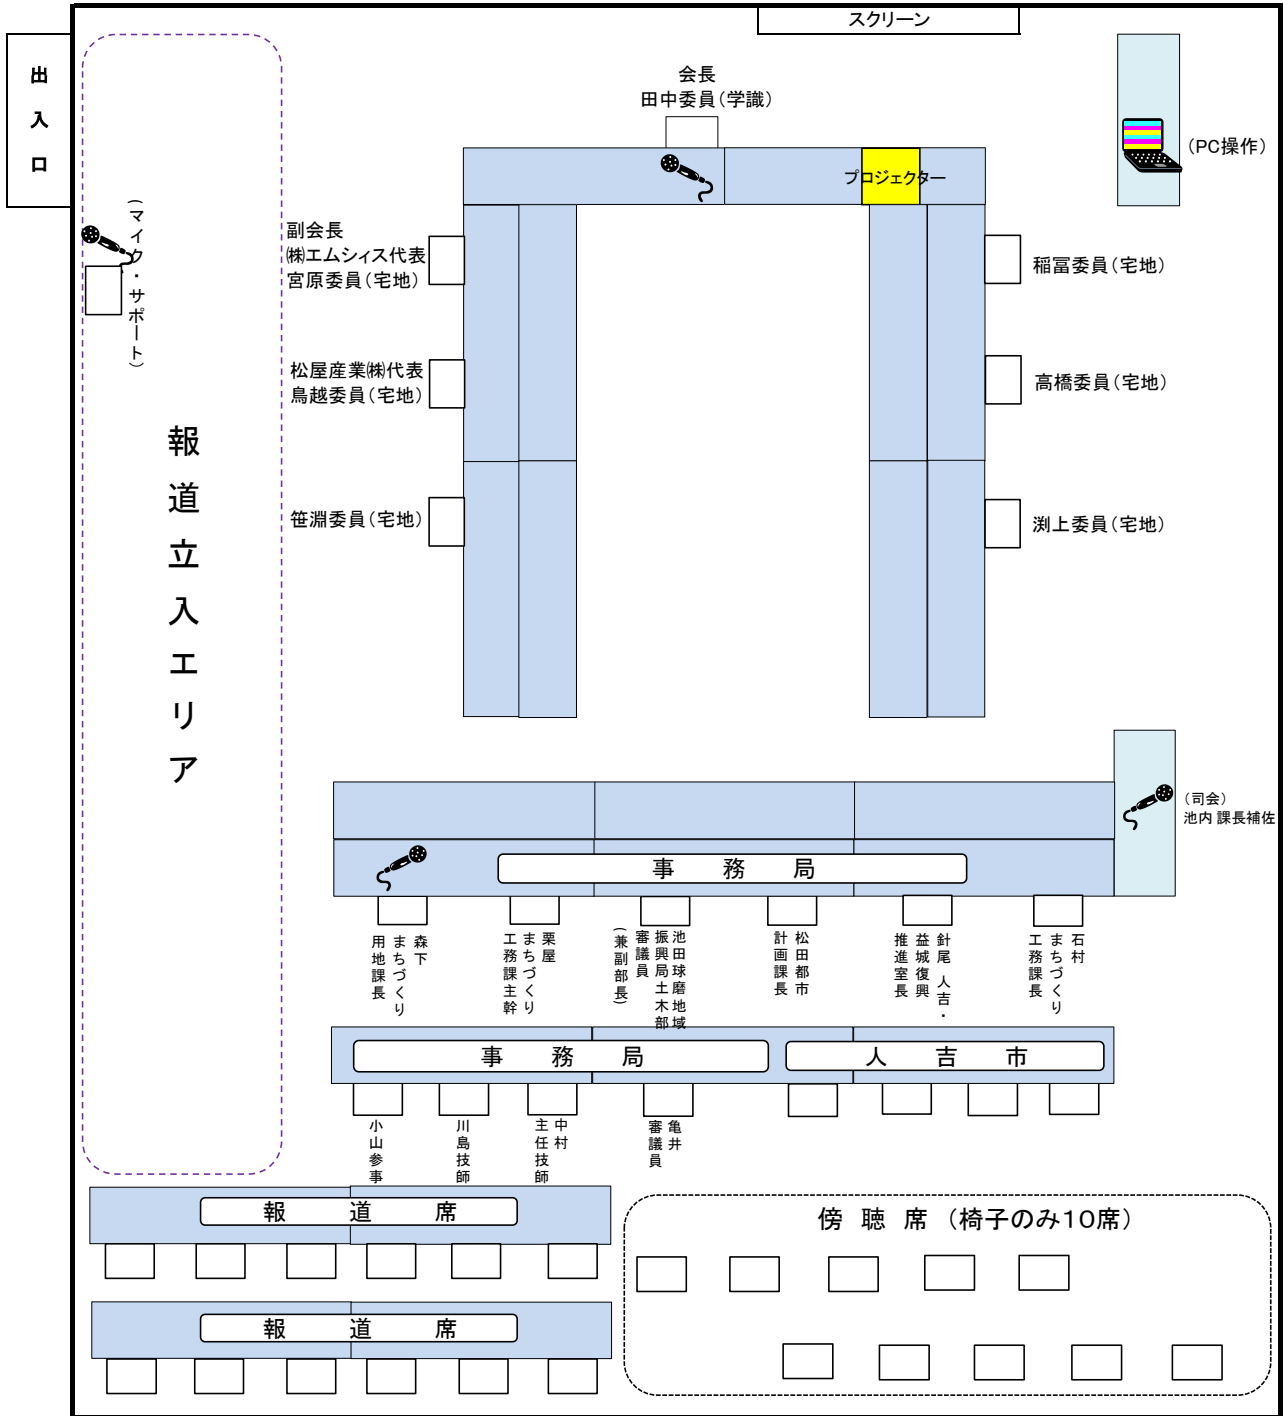 スクリーン
出入口
会長
田中委員（学識）
(PC操作)
プロジェクター
(マイク・サポート)
副会長
㈱エムシィス代表
宮原委員（宅地）
稲冨委員（宅地）
松屋産業㈱代表
鳥越委員（宅地）
高橋委員（宅地）
笹淵委員（宅地）
渕上委員（宅地）
報道立入エリア
（司会）
池内 課長補佐
事務局
森下
まちづくり
用地課長
栗屋
まちづくり
工務課主幹
池田球磨地域
振興局土木部
審議員
（兼副部長）
松田都市
計画課長
針尾 人吉・
益城復興
推進室長
石村
まちづくり
工務課長
事務局
人吉市
小山参事
川島技師
中村
主任技師
亀井
審議員
報道席
傍聴席（椅子のみ10席）
報道席